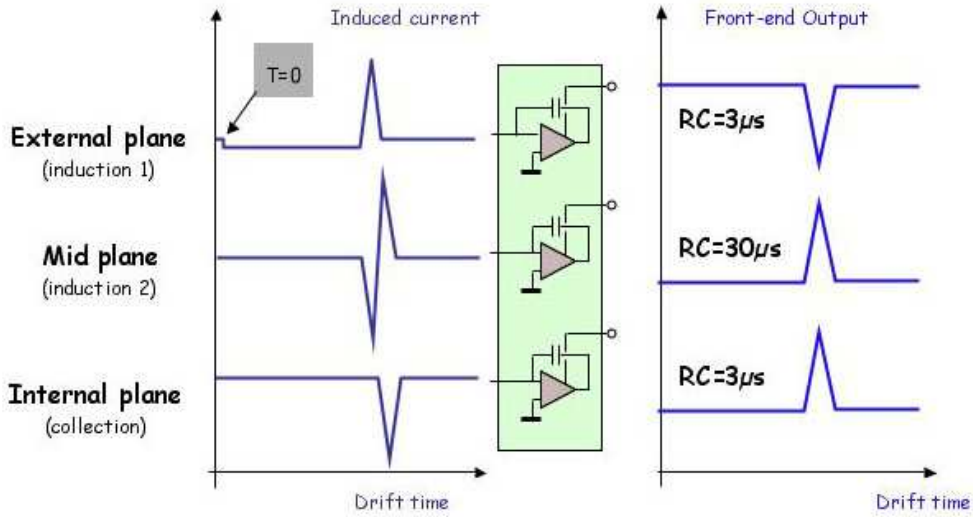 Induced current
Front-end Output
T=0
External plane
(induction 1)
RC=3µs
Mid plane
(induction 2)
RC=30µs
Internal plane
(collection)
RC=3µs
Drift time
Drift time